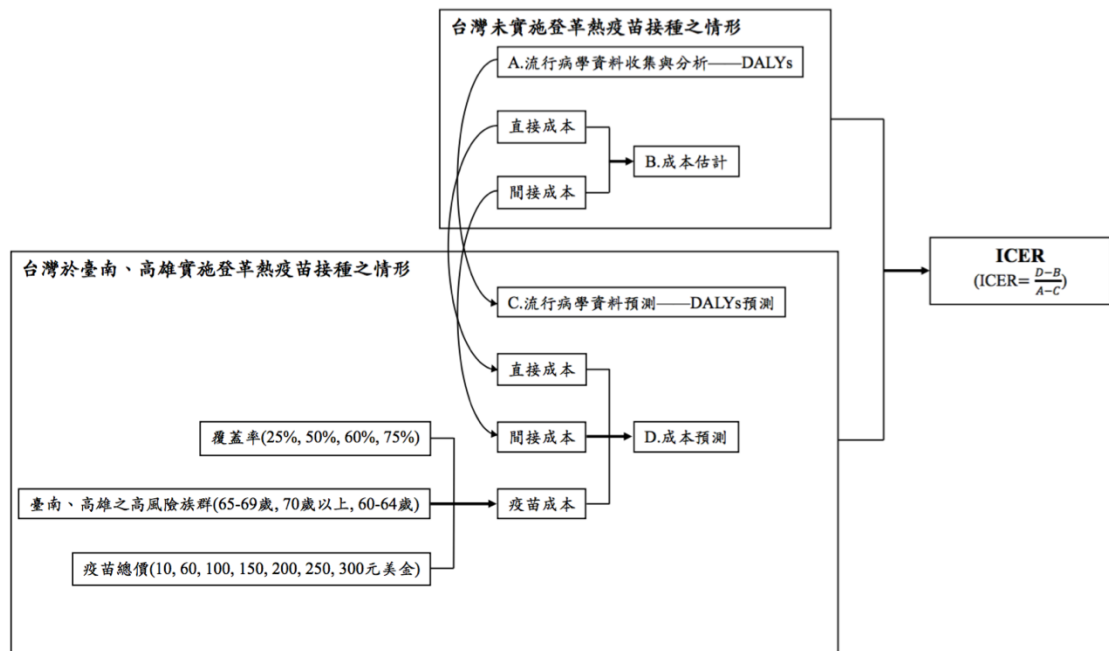 台灣未實施登革熱疫苗接種之情形
A.流行病學資料收集與分析——DALYs
直接成本
B.成本估計
間接成本
ICER
(ICER= \frac{D-B}{A-C})
台灣於臺南、高雄實施登革熱疫苗接種之情形
C.流行病學資料預測——DALYs預測
直接成本
覆蓋率(25%, 50%, 60%, 75%)
間接成本
D.成本預測
臺南、高雄之高風險族群(65-69歲, 70歲以上, 60-64歲)
疫苗成本
疫苗總價(10, 60, 100, 150, 200, 250, 300元美金)